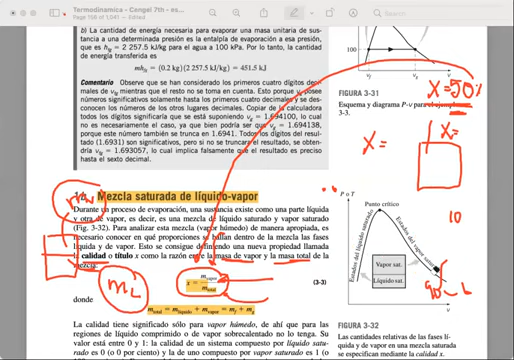 Termodinamica - Cengel 7th - es...
Página 158 of 1041 — Edited
b) La cantidad de energía necesaria para evaporar una masa unitaria de sus-
tancia a una determinada presión es la entalpía de evaporación a esa presión,
que es hfg = 2 257.5 kJ/kg para el agua a 100 kPa. Por lo tanto, la cantidad
de energía transferida es
mhfg = (0.2 kg)(2 257.5 kJ/kg) = 451.5 kJ
Comentario Observe que se han considerado los primeros cuatro dígitos deci-
males de vfg mientras que el resto no se toma en cuenta. Esto porque vg po-
see números significativos solamente hasta los primeros cuatro decimales y se des-
conocen los números de los otros lugares decimales. Copiar de la calculadora
todos los dígitos significaría que se está suponiendo vg = 1.694100, lo cual
no es necesariamente el caso, ya que bien podría ser que vg = 1.694138,
porque este número también se trunca en 1.6941. Todos los dígitos del resul-
tado (1.6931) son significativos, pero si no se truncara el resultado, se obten-
dría vfg = 1.693057, lo cual implica falsamente que el resultado es preciso
hasta el sexto decimal.
100
vf
vg
v
FIGURA 3-31
Esquema y diagrama P-v para el ejemplo
3-3.
X=50%
X=
X=
10
Mezcla saturada de líquido-vapor
Durante un proceso de evaporación, una sustancia existe como una parte líquida
y otra de vapor, es decir, es una mezcla de líquido saturado y vapor saturado
(Fig. 3-32). Para analizar esta mezcla (vapor húmedo) de manera apropiada, es
necesario conocer en qué proporciones se hallan dentro de la mezcla las fases
líquida y de vapor. Esto se consigue definiendo una nueva propiedad llamada
la calidad o título x como la razón entre la masa de vapor y la masa total de la
mezcla:
x = mvapor / mtotal
(3-3)
mL
donde
mtotal = mlíquido + mvapor = mf + mg
La calidad tiene significado sólo para vapor húmedo, de ahí que para las
regiones de líquido comprimido o de vapor sobrecalentado no lo tenga. Su
valor está entre 0 y 1: la calidad de un sistema compuesto por líquido satu-
rado es 0 (o 0 por ciento) y la de uno compuesto por vapor saturado es 1 (o
P o T
Punto crítico
Estados del líquido saturado
Estados del vapor saturado
Vapor sat.
Líquido sat.
v
FIGURA 3-32
Las cantidades relativas de las fases lí-
quida y de vapor en una mezcla saturada
se especifican mediante la calidad x.